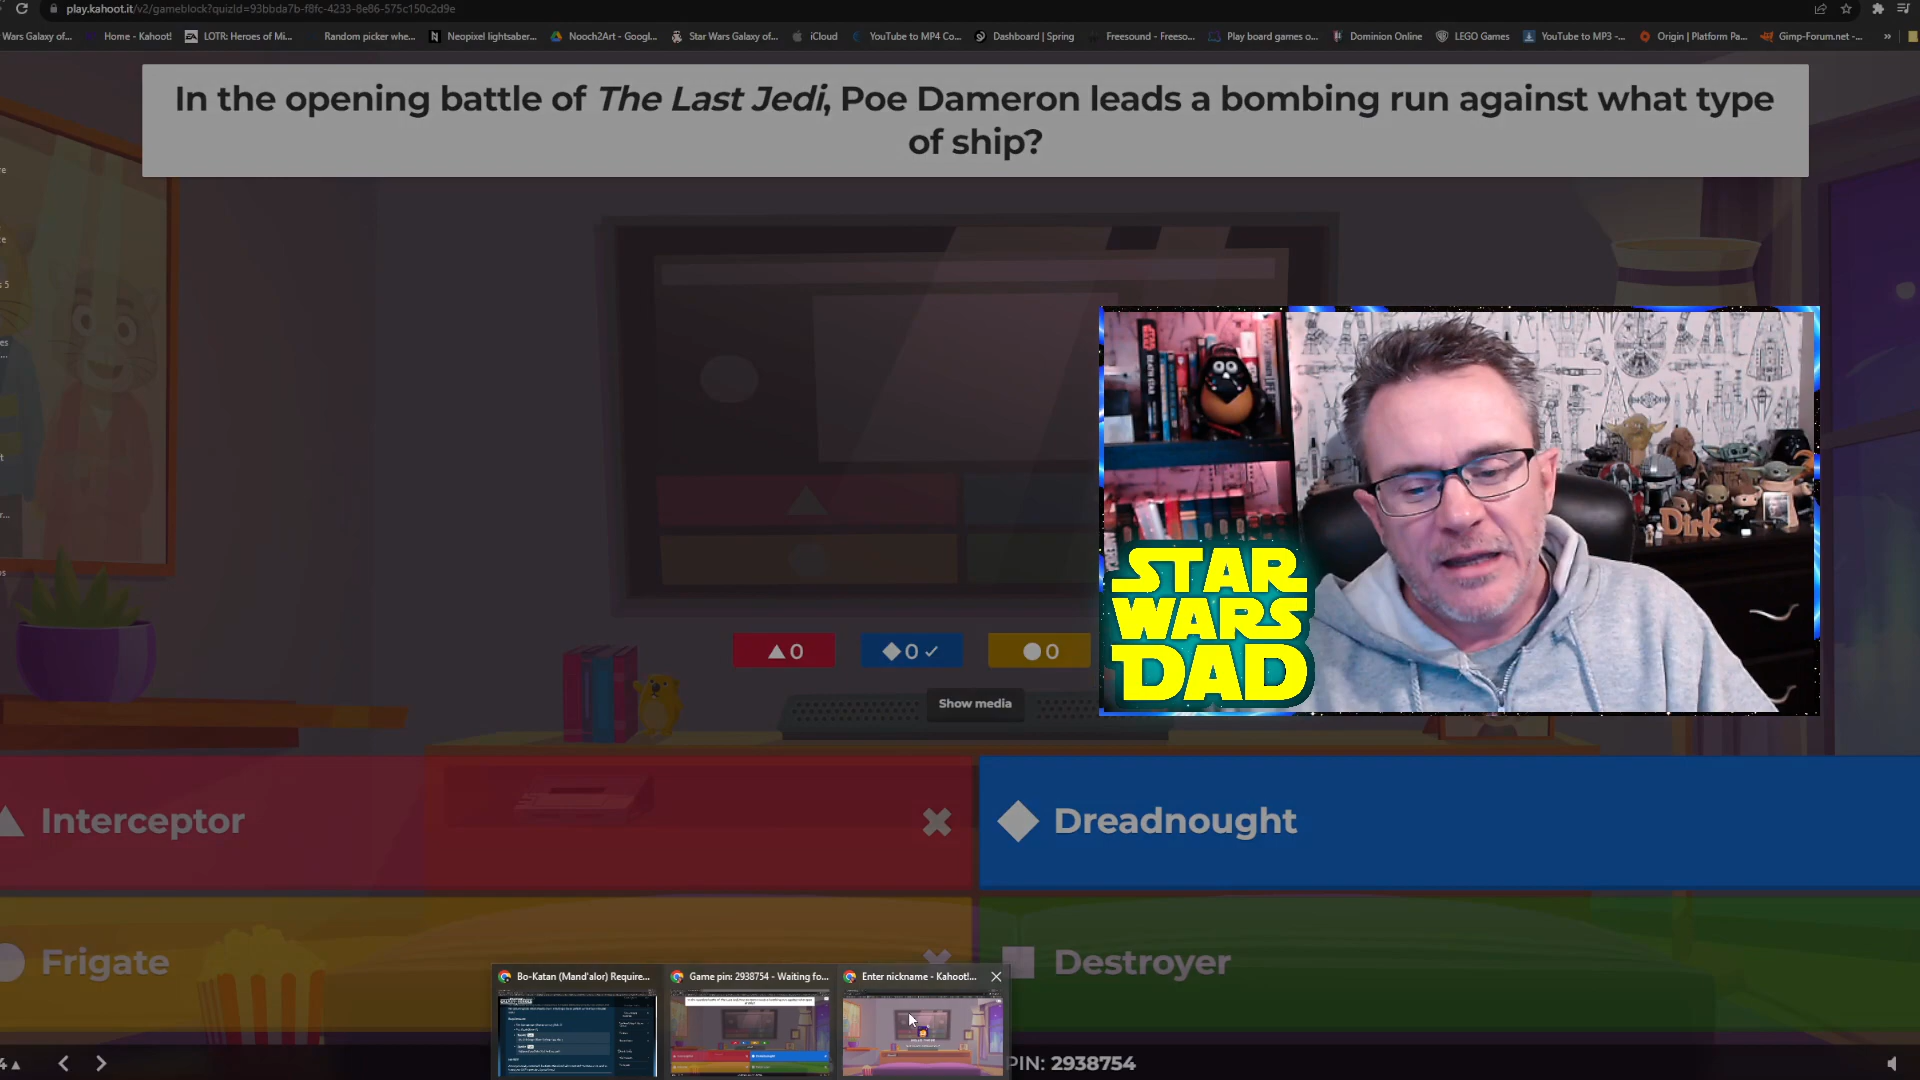 play.kahoot.it/v2/gameblock?quizId=93bbda7b-f8fc-4233-8e86-575c150c2d9e
Wars Galaxy of... Home - Kahoot! LOTR: Heroes of Mi... Random picker whe... Neopixel lightsaber... Nooch2Art - Googl... Star Wars Galaxy of... iCloud YouTube to MP4 Co... Dashboard | Spring Freesound - Freeso... Play board games o... Dominion Online LEGO Games YouTube to MP3 -... Origin | Platform Pa... Gimp-Forum.net -... »
In the opening battle of The Last Jedi, Poe Dameron leads a bombing run against what type
of ship?
Dirk
STAR
WARS
DAD
0
0
0
Show media
Interceptor
Dreadnought
Frigate
Destroyer
Bo-Katan (Mand'alor) Require... Game pin: 2938754 - Waiting fo... Enter nickname - Kahoot!...
PIN: 2938754